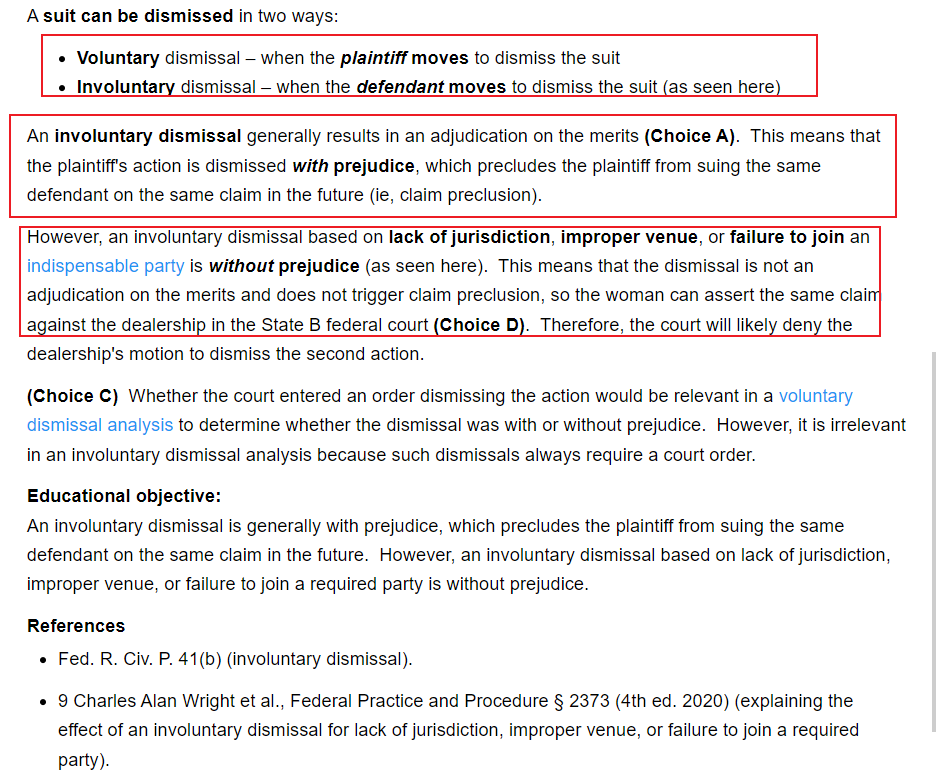 A suit can be dismissed in two ways:
• Voluntary dismissal – when the plaintiff moves to dismiss the suit
• Involuntary dismissal – when the defendant moves to dismiss the suit (as seen here)
An involuntary dismissal generally results in an adjudication on the merits (Choice A). This means that
the plaintiff's action is dismissed with prejudice, which precludes the plaintiff from suing the same
defendant on the same claim in the future (ie, claim preclusion).
However, an involuntary dismissal based on lack of jurisdiction, improper venue, or failure to join an
indispensable party is without prejudice (as seen here). This means that the dismissal is not an
adjudication on the merits and does not trigger claim preclusion, so the woman can assert the same claim
against the dealership in the State B federal court (Choice D). Therefore, the court will likely deny the
dealership's motion to dismiss the second action.
(Choice C) Whether the court entered an order dismissing the action would be relevant in a voluntary
dismissal analysis to determine whether the dismissal was with or without prejudice. However, it is irrelevant
in an involuntary dismissal analysis because such dismissals always require a court order.
Educational objective:
An involuntary dismissal is generally with prejudice, which precludes the plaintiff from suing the same
defendant on the same claim in the future. However, an involuntary dismissal based on lack of jurisdiction,
improper venue, or failure to join a required party is without prejudice.
References
• Fed. R. Civ. P. 41(b) (involuntary dismissal).
• 9 Charles Alan Wright et al., Federal Practice and Procedure § 2373 (4th ed. 2020) (explaining the
effect of an involuntary dismissal for lack of jurisdiction, improper venue, or failure to join a required
party).